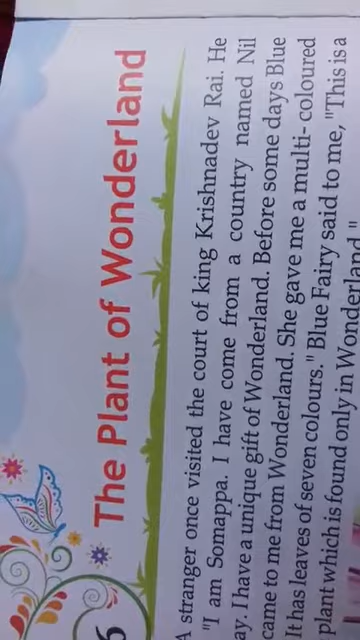 6
The Plant of Wonderland
A stranger once visited the court of king Krishnadev Rai. He
"I am Somappa. I have come from a country named Nil
ay. I have a unique gift of Wonderland. Before some days Blue
came to me from Wonderland. She gave me a multi-coloured
It has leaves of seven colours." Blue Fairy said to me, "This is a
plant which is found only in Wonderland."